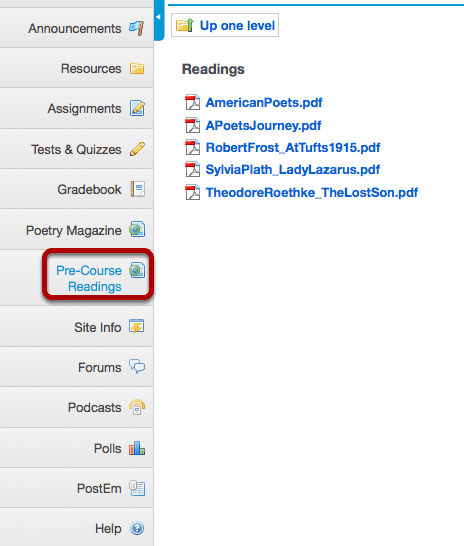 Announcements
Resources
Assignments
Tests & Quizzes
Gradebook
Poetry Magazine
Pre-Course
Readings
Site Info
Forums
Podcasts
Polls
PostEm
Help
Up one level
Readings
AmericanPoets.pdf
APoetsJourney.pdf
RobertFrost_AtTufts1915.pdf
SylviaPlath_LadyLazarus.pdf
TheodoreRoethke_TheLostSon.pdf